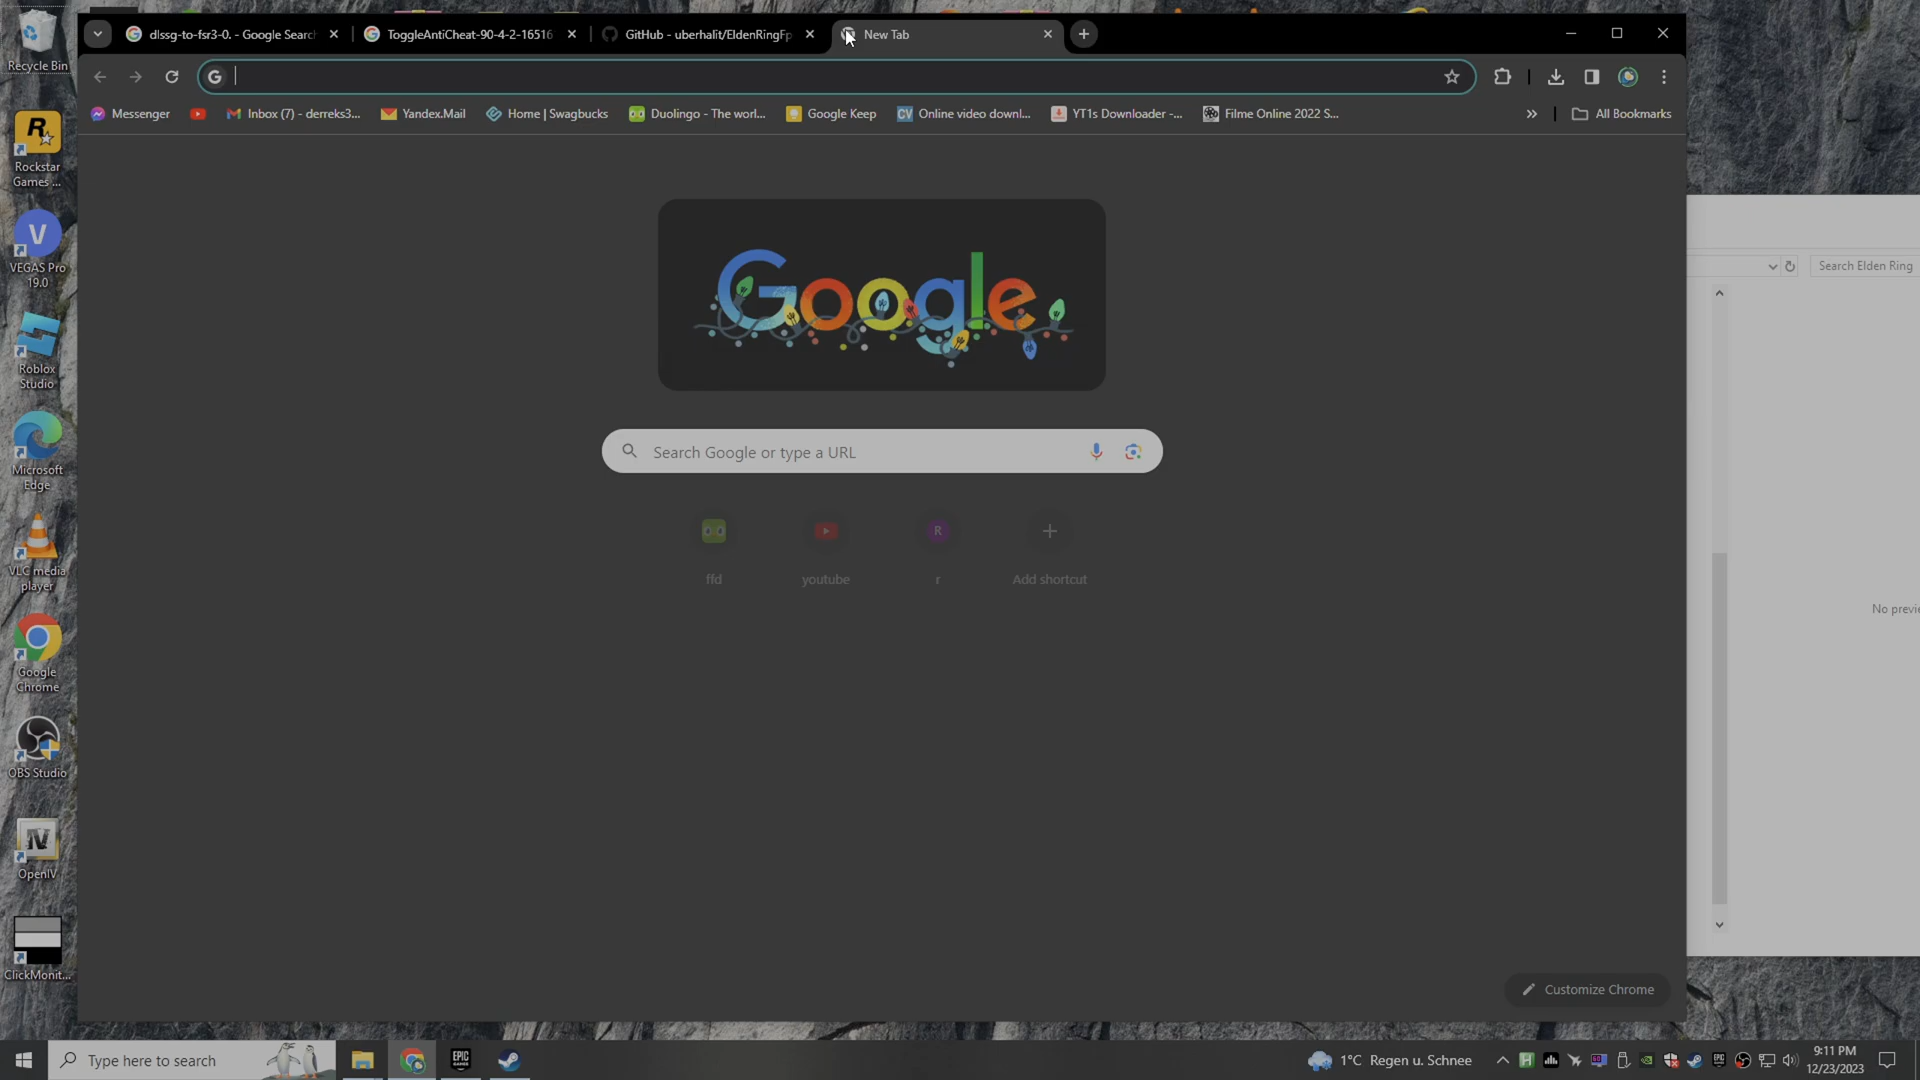 dlssg-to-fsr3-0. - Google Search
ToggleAntiCheat-90-4-2-16516
GitHub - uberhalit/EldenRingFp
New Tab
Messenger
Inbox (7) - derreks3...
Yandex.Mail
Home | Swagbucks
Duolingo - The worl...
Google Keep
Online video downl...
YT1s Downloader -...
Filme Online 2022 S...
All Bookmarks
Google
Search Google or type a URL
ffd
youtube
R
r
Add shortcut
Customize Chrome
Search Elden Ring
No previe
Recycle Bin
Rockstar
Games ...
VEGAS Pro
19.0
Roblox
Studio
Microsoft
Edge
VLC media
player
Google
Chrome
OBS Studio
OpenIV
ClickMonit...
Type here to search
EPIC
GAMES
1°C Regen u. Schnee
9:11 PM
12/23/2023